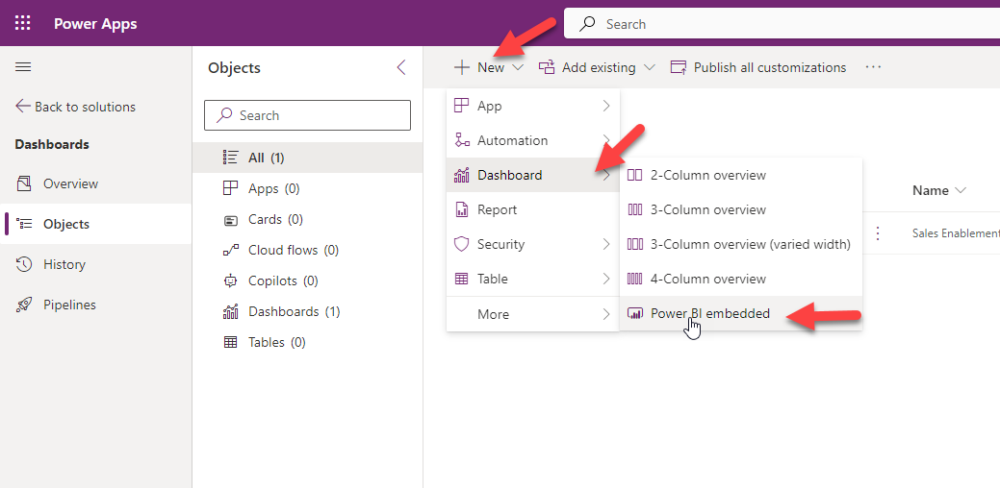 Power Apps
Search
Back to solutions
Dashboards
Overview
Objects
History
Pipelines
Objects
Search
All (1)
Apps (0)
Cards (0)
Cloud flows (0)
Copilots (0)
Dashboards (1)
Tables (0)
New
Add existing
Publish all customizations
App
Automation
Dashboard
Report
Security
Table
More
2-Column overview
3-Column overview
3-Column overview (varied width)
4-Column overview
Power BI embedded
Name
Sales Enablement